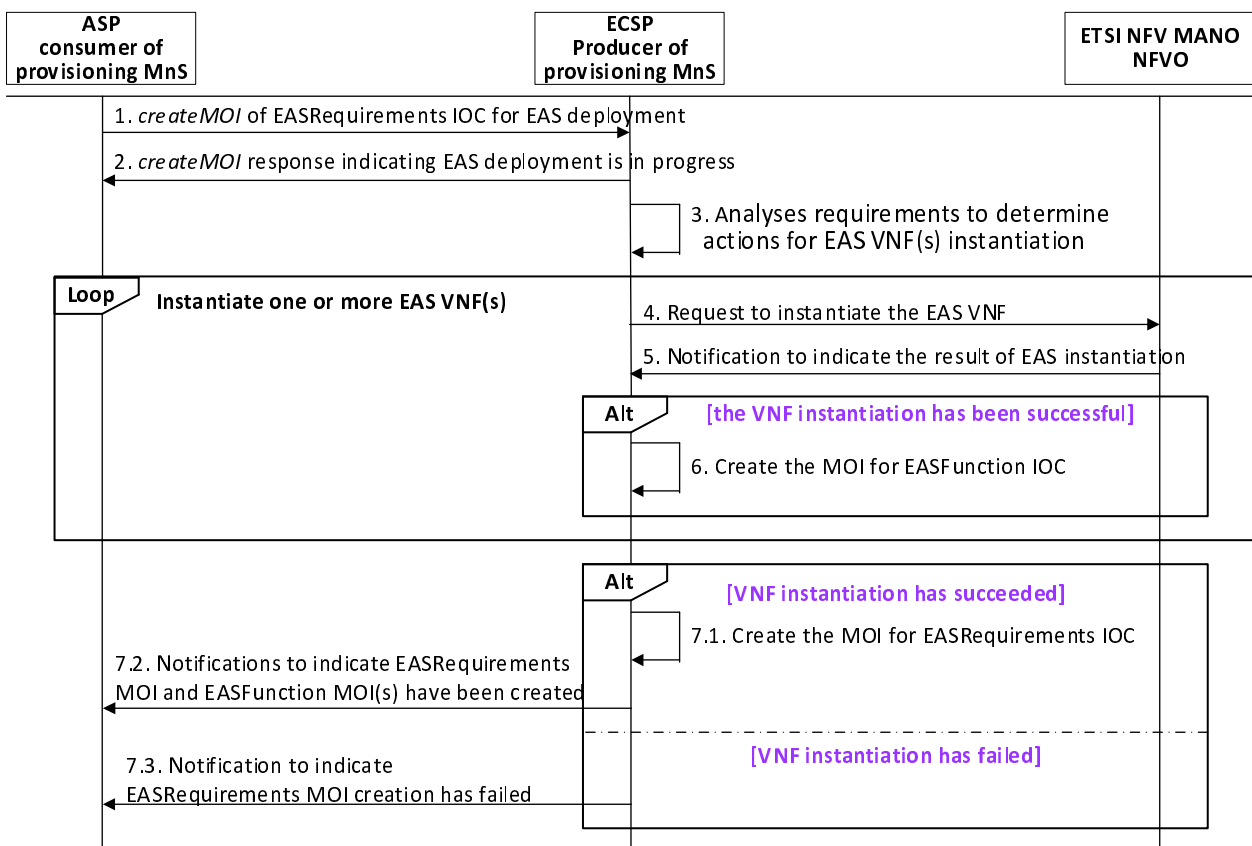 ASP
consumer of
provisioning MnS
ECSP
Producer of
provisioning MnS
ETSI NFV MANO
NFVO
1. createMOI of EASRequirements IOC for EAS deployment
2. createMOI response indicating EAS deployment is in progress
3. Analyses requirements to determine
actions for EAS VNF(s) instantiation
Loop
Instantiate one or more EAS VNF(s)
4. Request to instantiate the EAS VNF
5. Notification to indicate the result of EAS instantiation
Alt
[the VNF instantiation has been successful]
6. Create the MOI for EASFunction IOC
Alt
[VNF instantiation has succeeded]
7.1. Create the MOI for EASRequirements IOC
7.2. Notifications to indicate EASRequirements
MOI and EASFunction MOI(s) have been created
[VNF instantiation has failed]
7.3. Notification to indicate
EASRequirements MOI creation has failed